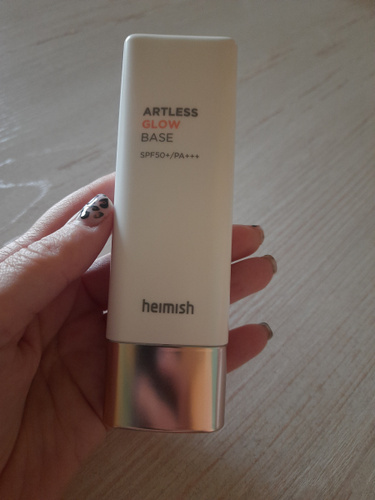 ARTLESS
GLOW
BASE
SPF50+/PA+++
heimish